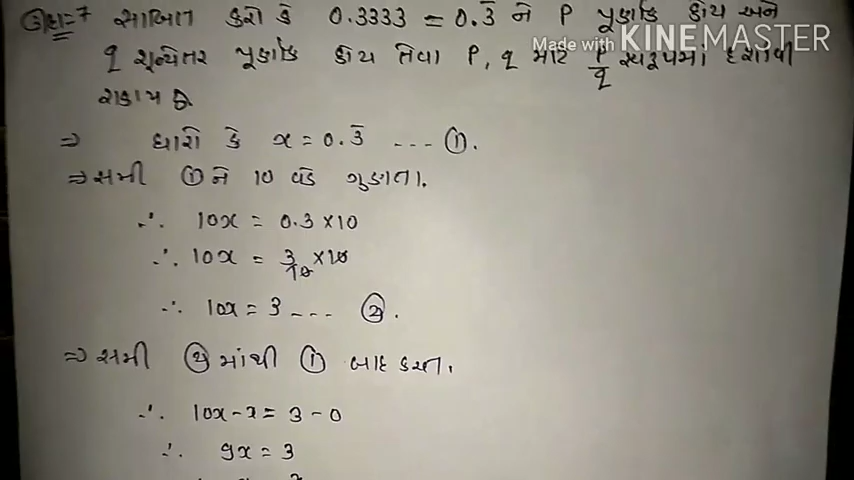 ઉદા=7 સાબિત કરો કે 0.3333 = 0.3̅ ને P પૂર્ણાંક હોય અને
Made with KINEMASTER
q શૂન્યેતર પૂર્ણાંક હોય તેવા P, q માટે P/q સ્વરૂપમાં દર્શાવી
શકાય છે.
⇒ ધારો કે x = 0.3̅ --- ①.
⇒ સમી ① ને 10 વડે ગુણતા.
∴ 10x = 0.3 × 10
∴ 10x = 3/10 × 10
∴ 10x = 3 --- ②.
⇒ સમી ② માંથી ① બાદ કરતા.
∴ 10x - x = 3 - 0
∴ 9x = 3